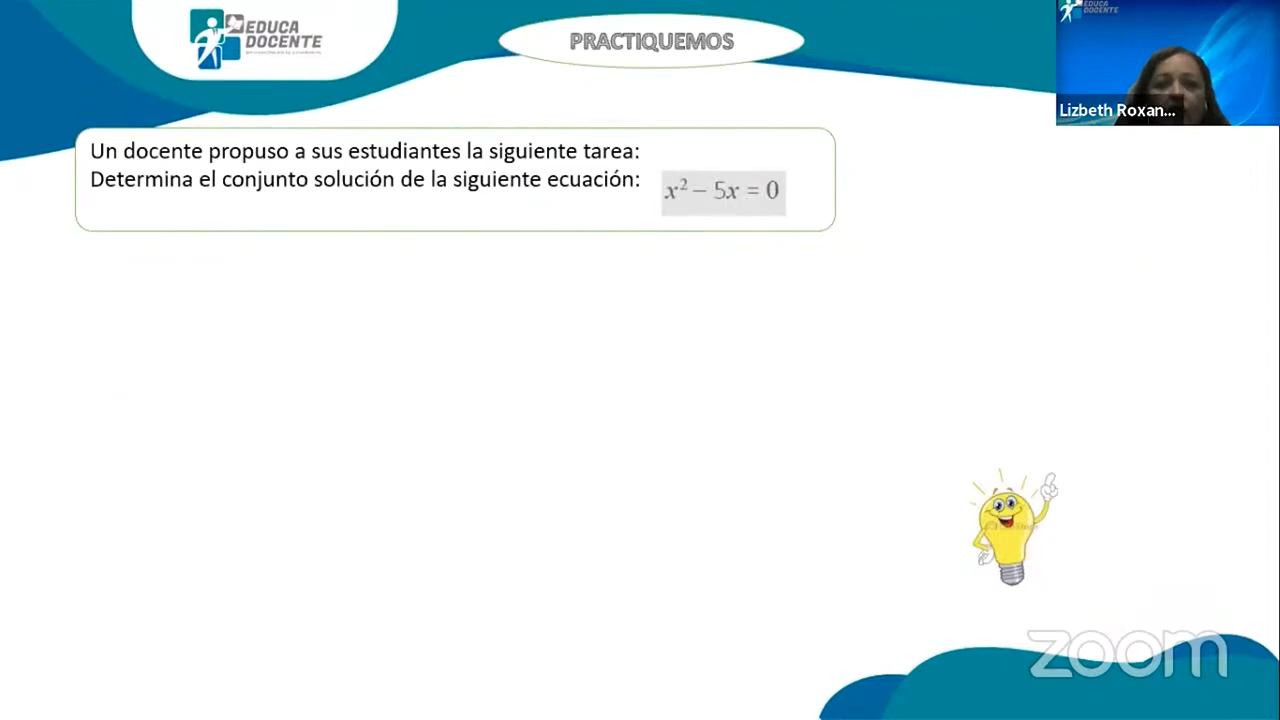 EDUCA
DOCENTE
PRACTIQUEMOS
EDUCA
DOCENTE
Lizbeth Roxan...
Un docente propuso a sus estudiantes la siguiente tarea:
Determina el conjunto solución de la siguiente ecuación: x² – 5x = 0
zoom